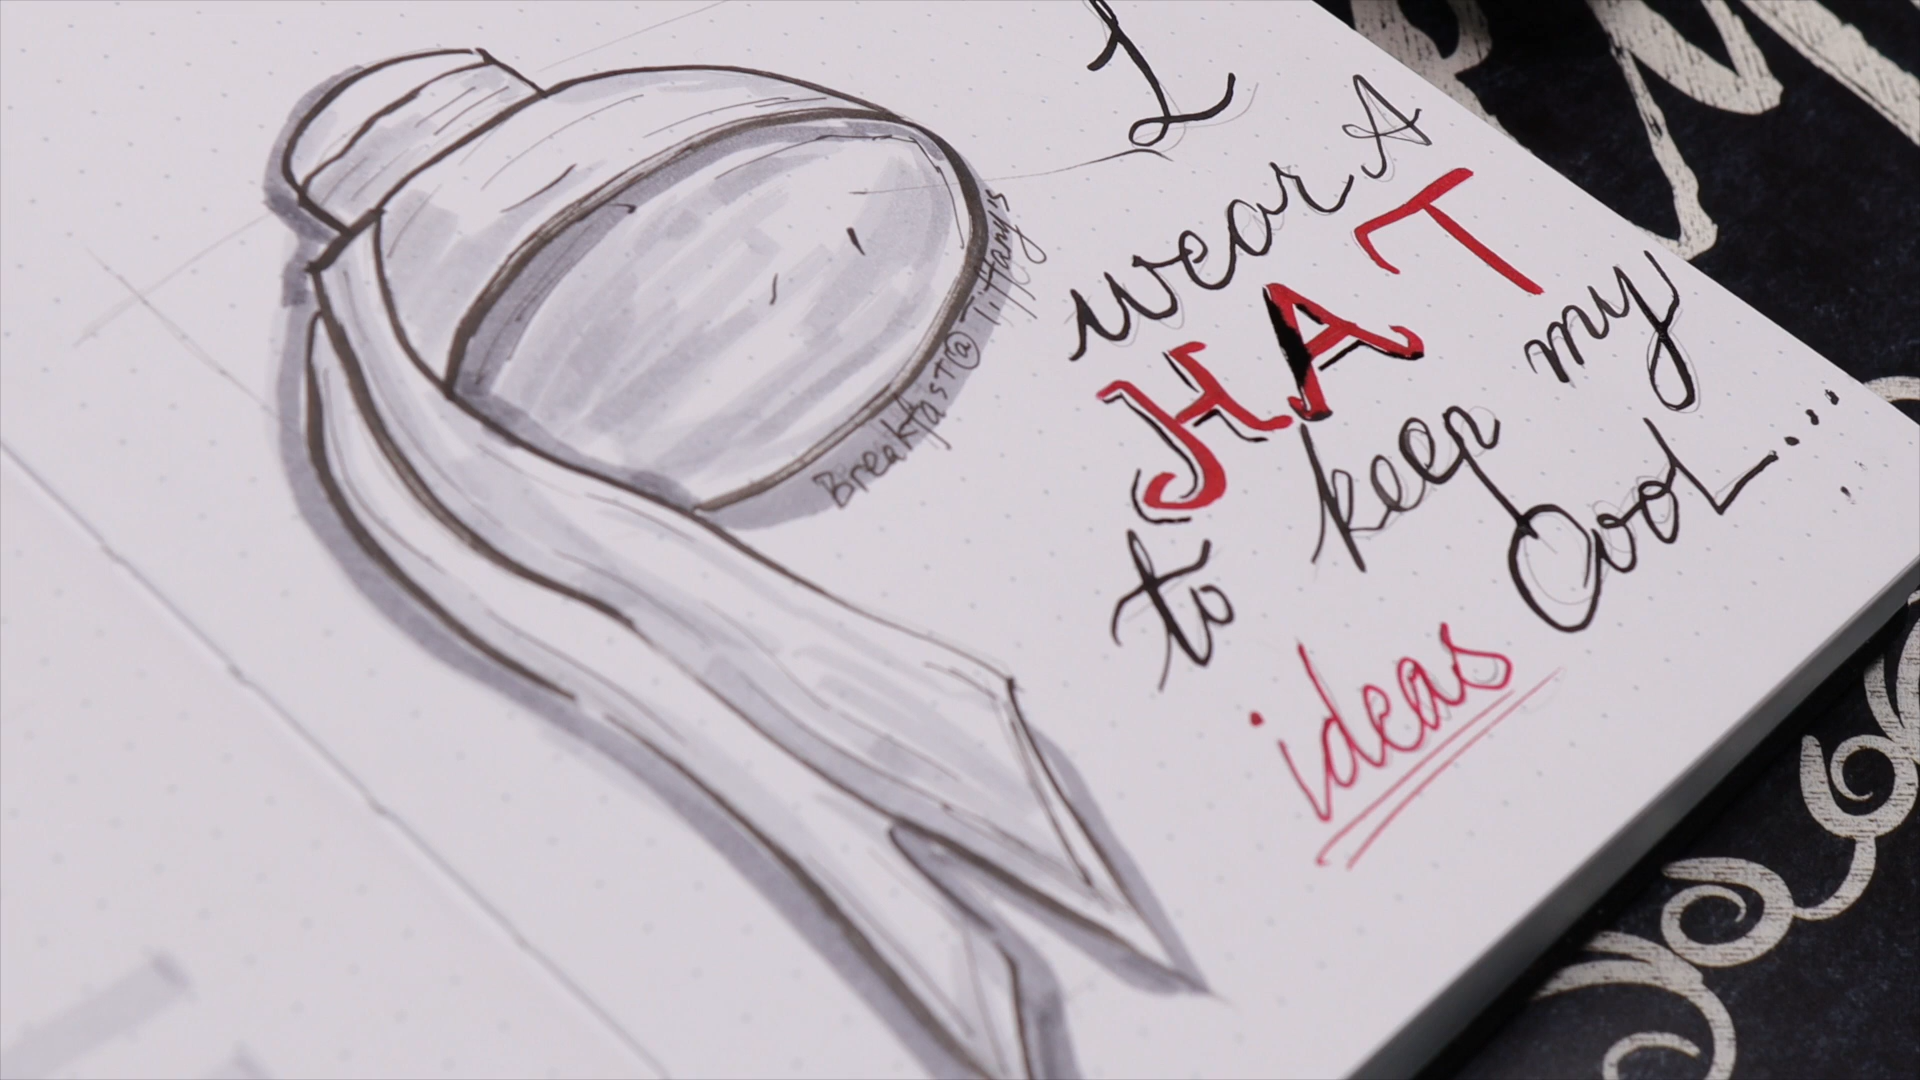 I
wear A
HAT
to keep my
ideas Cool...
Breakfast@Tiffany's